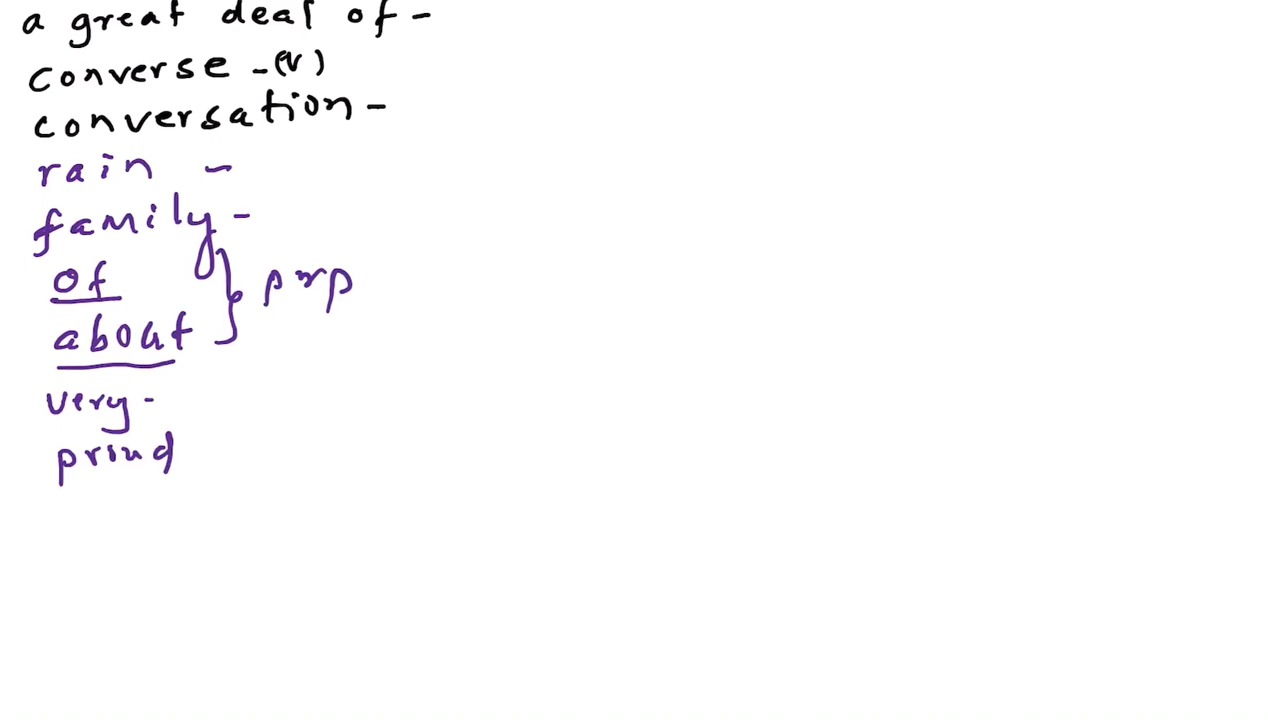 a great deal of -
converse - (v)
conversation -
rain -
family -
of
about } prp
very -
proud